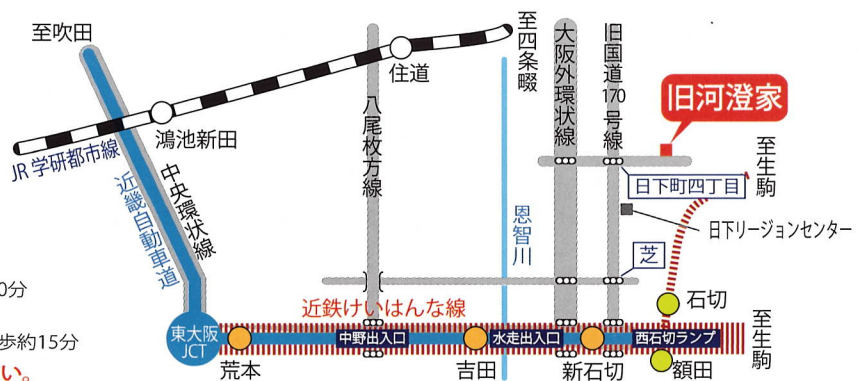 至吹田
住道
鴻池新田
JR学研都市線
近畿自動車道
中央環状線
八尾枚方線
至四条畷
大阪外環状線
旧国道170号線
旧河澄家
至生駒
日下町四丁目
日下リージョンセンター
恩智川
芝
0分
近鉄けいはんな線
石切
歩約15分
東大阪
JCT
中野出入口
水走出入口
西石切ランプ
至生駒
い。
荒本
吉田
新石切
額田